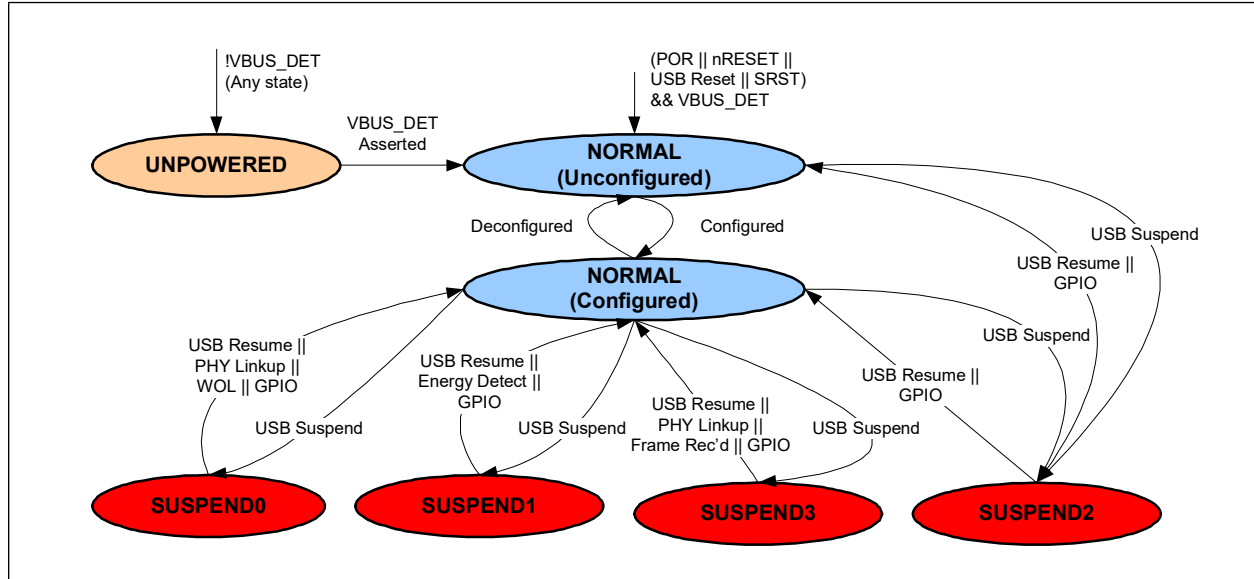 !VBUS_DET
(Any state)
(POR || nRESET ||
USB Reset || SRST)
&& VBUS_DET
VBUS_DET
Asserted
UNPOWERED
NORMAL
(Unconfigured)
Deconfigured
Configured
USB Suspend
USB Resume ||
GPIO
NORMAL
(Configured)
USB Resume ||
PHY Linkup ||
WOL || GPIO
USB Suspend
USB Resume ||
Energy Detect ||
GPIO
USB Suspend
USB Resume ||
PHY Linkup ||
Frame Rec’d || GPIO
USB Suspend
USB Resume ||
GPIO
USB Suspend
SUSPEND0
SUSPEND1
SUSPEND3
SUSPEND2